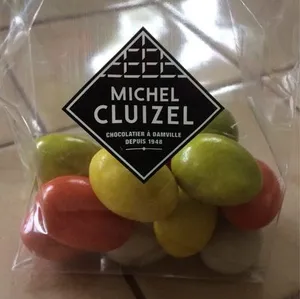 MICHEL
CLUIZEL
CHOCOLATIER À DAMVILLE
DEPUIS 1948